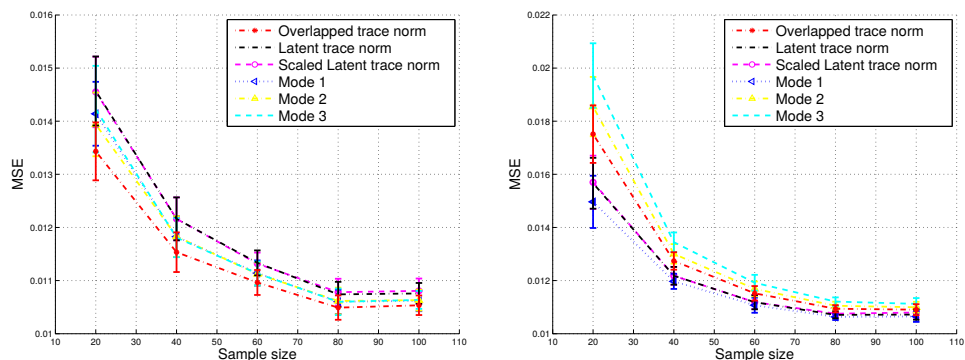 0.016
0.015
0.014
0.013
0.012
0.011
0.01
10 20 30 40 50 60 70 80 90 100 110
MSE
Sample size
Overlapped trace norm
Latent trace norm
Scaled Latent trace norm
Mode 1
Mode 2
Mode 3
0.022
0.02
0.018
0.016
0.014
0.012
0.01
10 20 30 40 50 60 70 80 90 100 110
MSE
Sample size
Overlapped trace norm
Latent trace norm
Scaled Latent trace norm
Mode 1
Mode 2
Mode 3